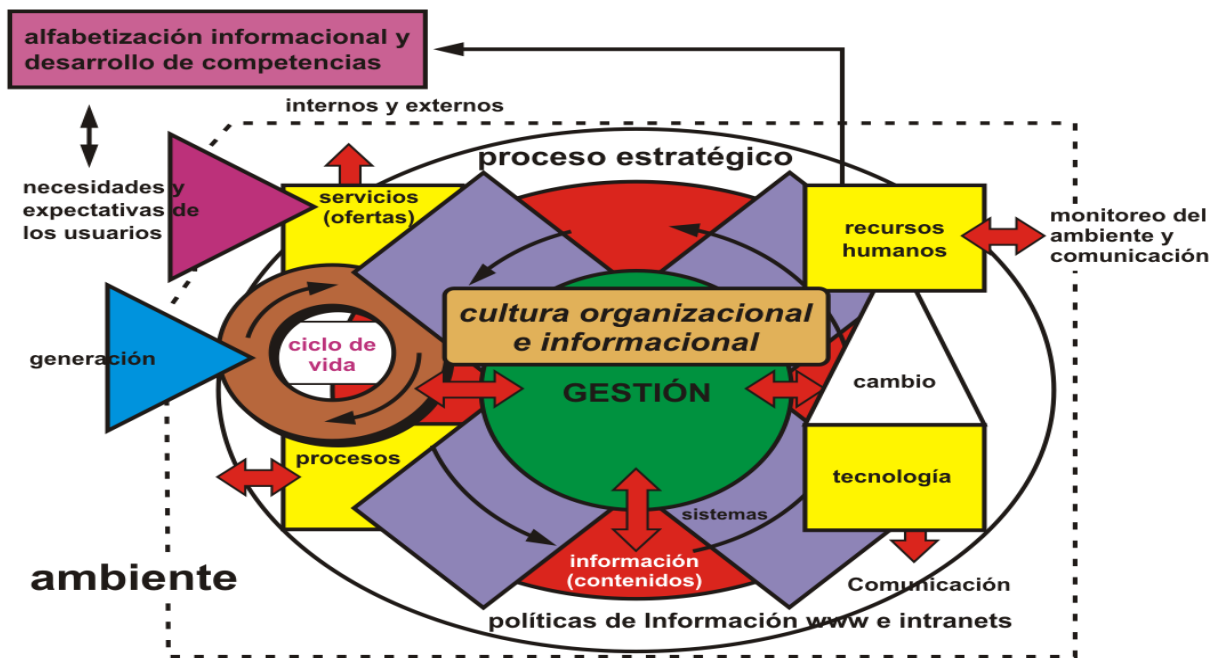 alfabetización informacional y
desarrollo de competencias
internos y externos
proceso estratégico
necesidades y
expectativas de
los usuarios
servicios
(ofertas)
recursos
humanos
monitoreo del
ambiente y
comunicación
cultura organizacional
e informacional
generación
ciclo de
vida
GESTIÓN
cambio
procesos
tecnología
sistemas
información
(contenidos)
ambiente
Comunicación
políticas de Información www e intranets